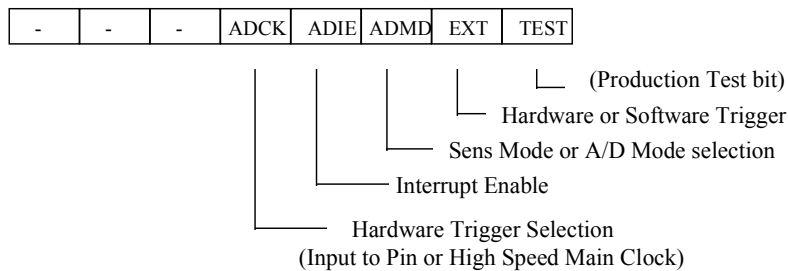 - - - ADCK ADIE ADMD EXT TEST
(Production Test bit)
Hardware or Software Trigger
Sens Mode or A/D Mode selection
Interrupt Enable
Hardware Trigger Selection
(Input to Pin or High Speed Main Clock)